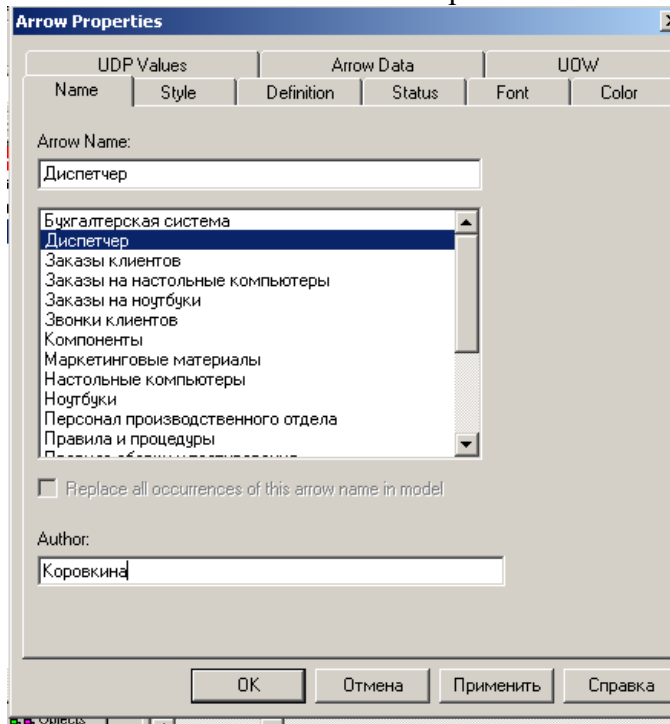 Arrow Properties
UDP Values Arrow Data UOW
Name Style Definition Status Font Color
Arrow Name:
Диспетчер
Бухгалтерская система
Диспетчер
Заказы клиентов
Заказы на настольные компьютеры
Заказы на ноутбуки
Звонки клиентов
Компоненты
Маркетинговые материалы
Настольные компьютеры
Ноутбуки
Персонал производственного отдела
Правила и процедуры
Replace all occurrences of this arrow name in model
Author:
Коровкина
OK Отмена Применить Справка
Objects